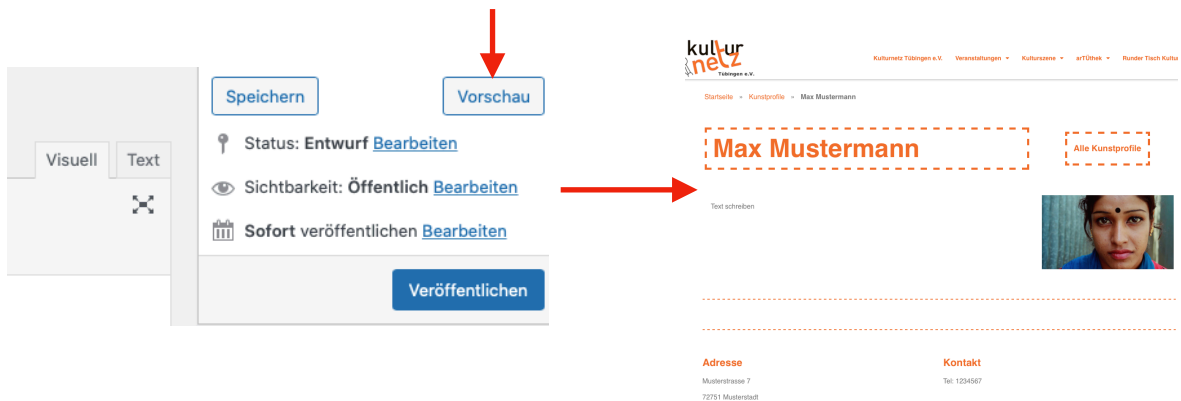 Speichern
Vorschau
Status: Entwurf Bearbeiten
Visuell
Text
Sichtbarkeit: Öffentlich Bearbeiten
Sofort veröffentlichen Bearbeiten
Veröffentlichen
kultur
netz
Tübingen e.V.
Kulturnetz Tübingen e.V. Veranstaltungen Kulturszene arTÜthek Runder Tisch Kultu
Startseite » Kunstprofile » Max Mustermann
Max Mustermann
Alle Kunstprofile
Text schreiben
Adresse
Musterstrasse 7
72751 Musterstadt
Kontakt
Tel: 1234567